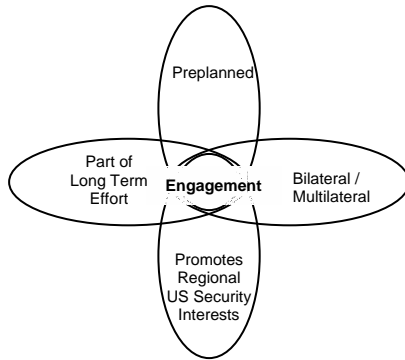 Preplanned
Part of
Long Term
Effort
Engagement
Bilateral /
Multilateral
Promotes
Regional
US Security
Interests